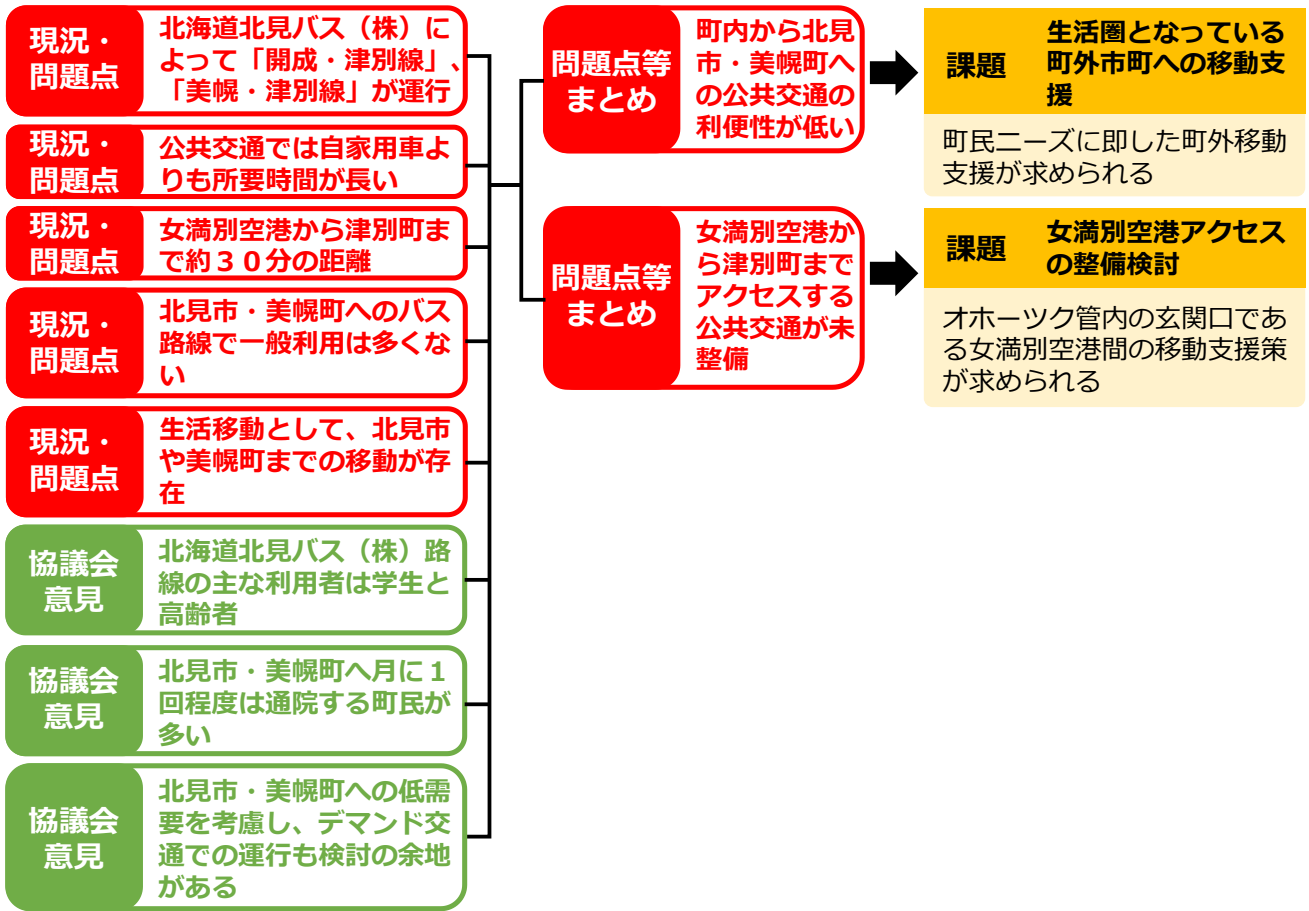 現況・
問題点
北海道北見バス（株）に
よって「開成・津別線」、
「美幌・津別線」が運行
現況・
問題点
公共交通では自家用車よ
りも所要時間が長い
現況・
問題点
女満別空港から津別町ま
で約３０分の距離
現況・
問題点
北見市・美幌町へのバス
路線で一般利用は多くな
い
現況・
問題点
生活移動として、北見市
や美幌町までの移動が存
在
協議会
意見
北海道北見バス（株）路
線の主な利用者は学生と
高齢者
協議会
意見
北見市・美幌町へ月に１
回程度は通院する町民が
多い
協議会
意見
北見市・美幌町への低需
要を考慮し、デマンド交
通での運行も検討の余地
がある
問題点等
まとめ
町内から北見
市・美幌町へ
の公共交通の
利便性が低い
問題点等
まとめ
女満別空港か
ら津別町まで
アクセスする
公共交通が未
整備
課題
生活圏となっている
町外市町への移動支
援
町民ニーズに即した町外移動
支援が求められる
課題
女満別空港アクセス
の整備検討
オホーツク管内の玄関口であ
る女満別空港間の移動支援策
が求められる